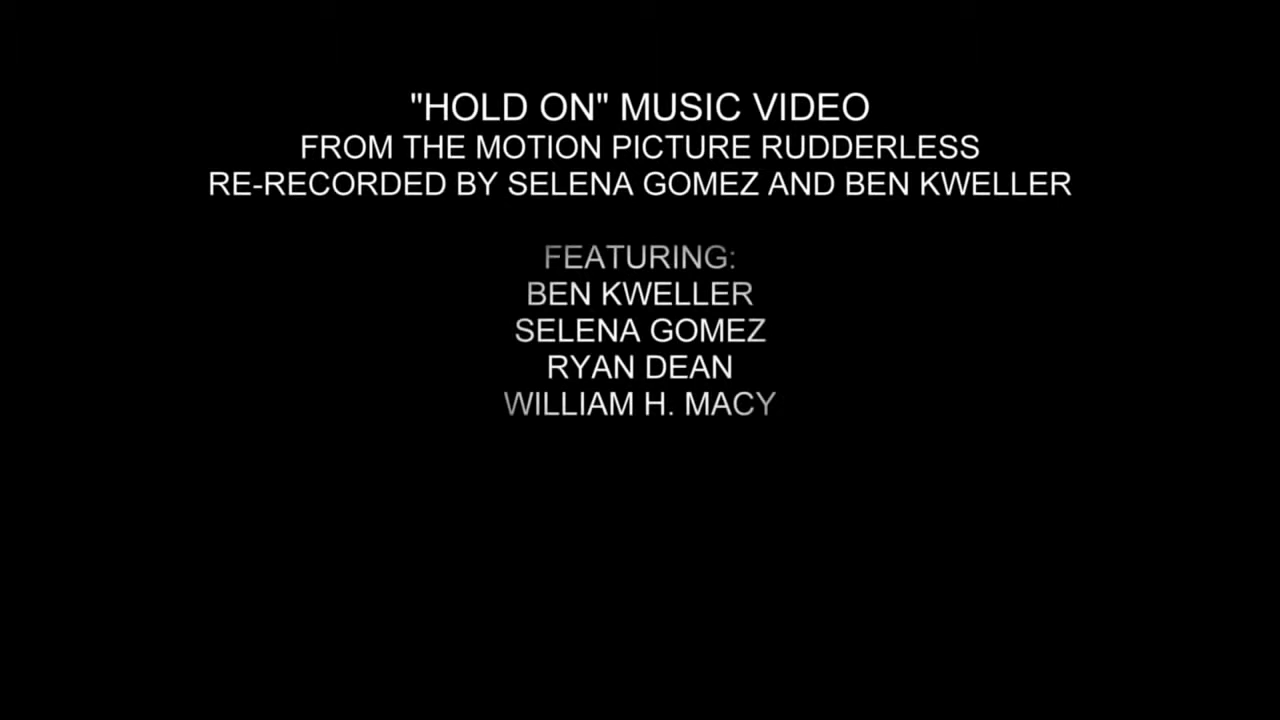 "HOLD ON" MUSIC VIDEO
FROM THE MOTION PICTURE RUDDERLESS
RE-RECORDED BY SELENA GOMEZ AND BEN KWELLER
FEATURING:
BEN KWELLER
SELENA GOMEZ
RYAN DEAN
WILLIAM H. MACY